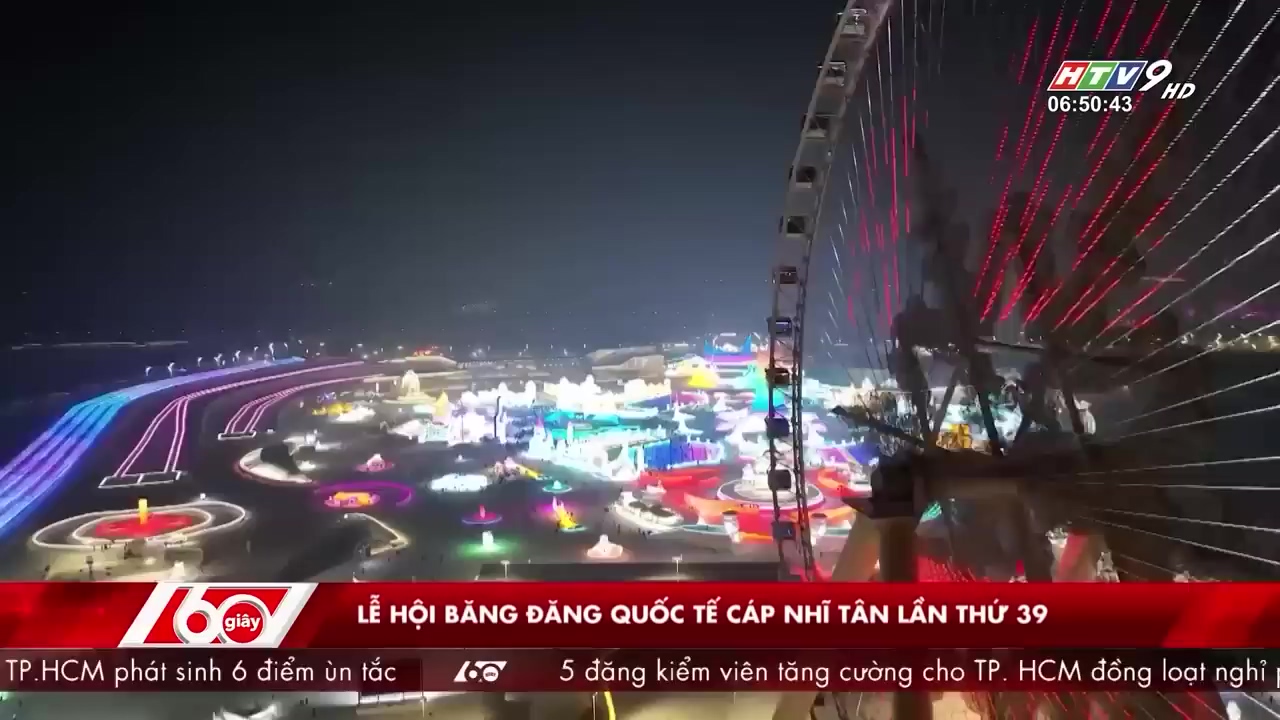 HTV9 HD
06:50:43
60 giây
LỄ HỘI BĂNG ĐĂNG QUỐC TẾ CÁP NHĨ TÂN LẦN THỨ 39
TP.HCM phát sinh 6 điểm ùn tắc 60 giây 5 đăng kiểm viên tăng cường cho TP. HCM đồng loạt nghỉ